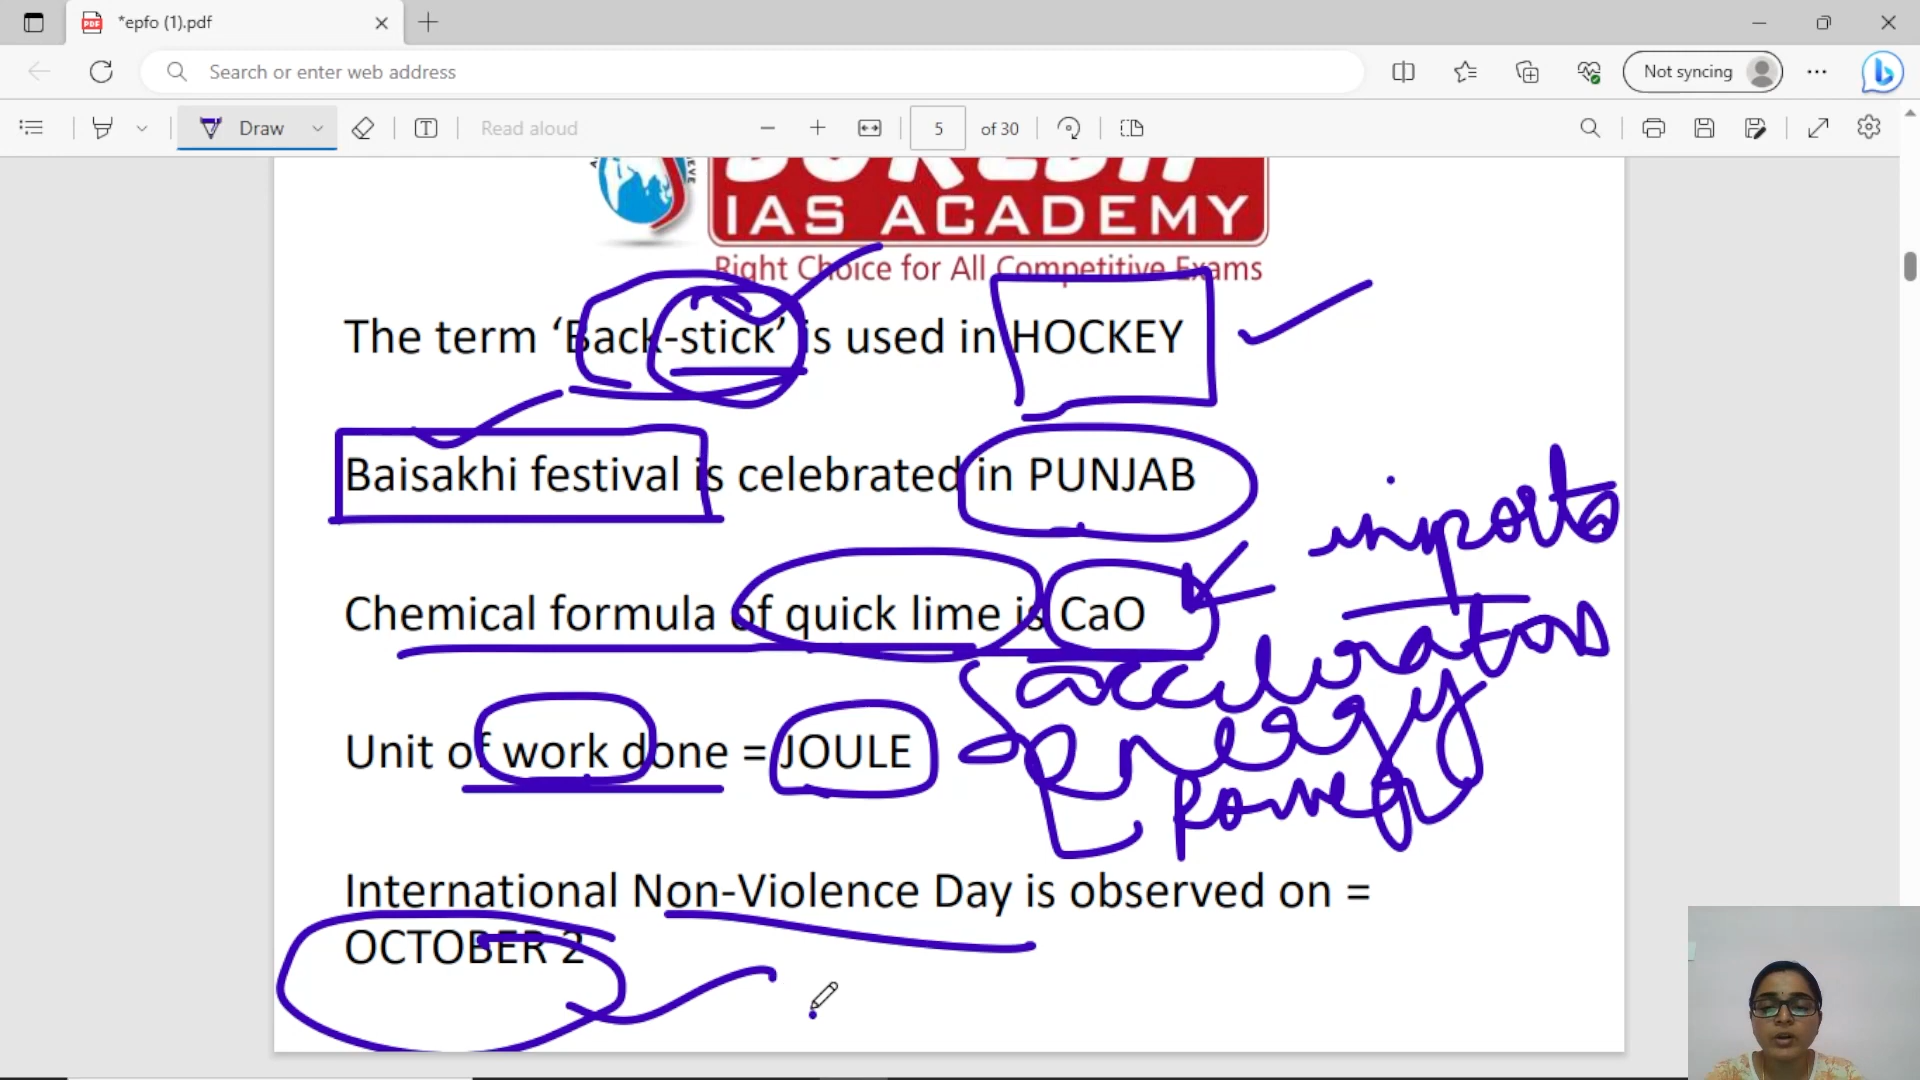 *epfo (1).pdf
Search or enter web address
Not syncing
Draw
Read aloud
5 of 30
IAS ACADEMY
Right Choice for All Competitive Exams
The term ‘Back-stick’ is used in HOCKEY
Baisakhi festival is celebrated in PUNJAB
Chemical formula of quick lime is CaO
Unit of work done = JOULE
energy
power
International Non-Violence Day is observed on =
OCTOBER 2